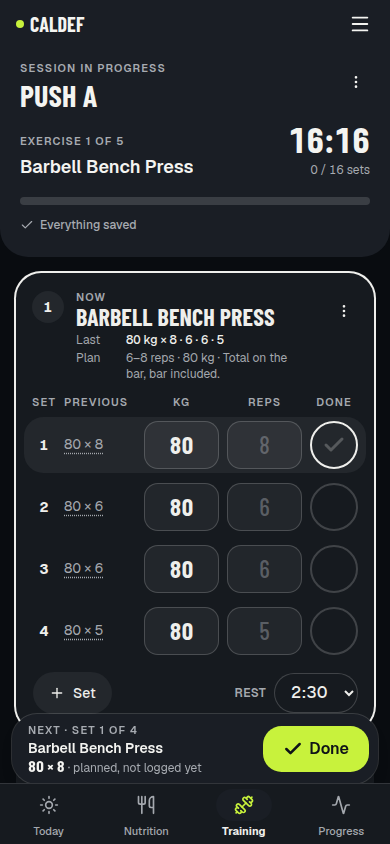 CALDEF
SESSION IN PROGRESS
PUSH A
EXERCISE 1 OF 5
16:16
Barbell Bench Press
0 / 16 sets
Everything saved
1
NOW
BARBELL BENCH PRESS
Last 80 kg × 8 · 6 · 6 · 5
Plan 6–8 reps · 80 kg · Total on the
bar, bar included.
SET PREVIOUS KG REPS DONE
1 80 × 8 80 8
2 80 × 6 80 6
3 80 × 6 80 6
4 80 × 5 80 5
+ Set REST 2:30
NEXT · SET 1 OF 4
Barbell Bench Press
80 × 8 · planned, not logged yet
Done
Today Nutrition Training Progress